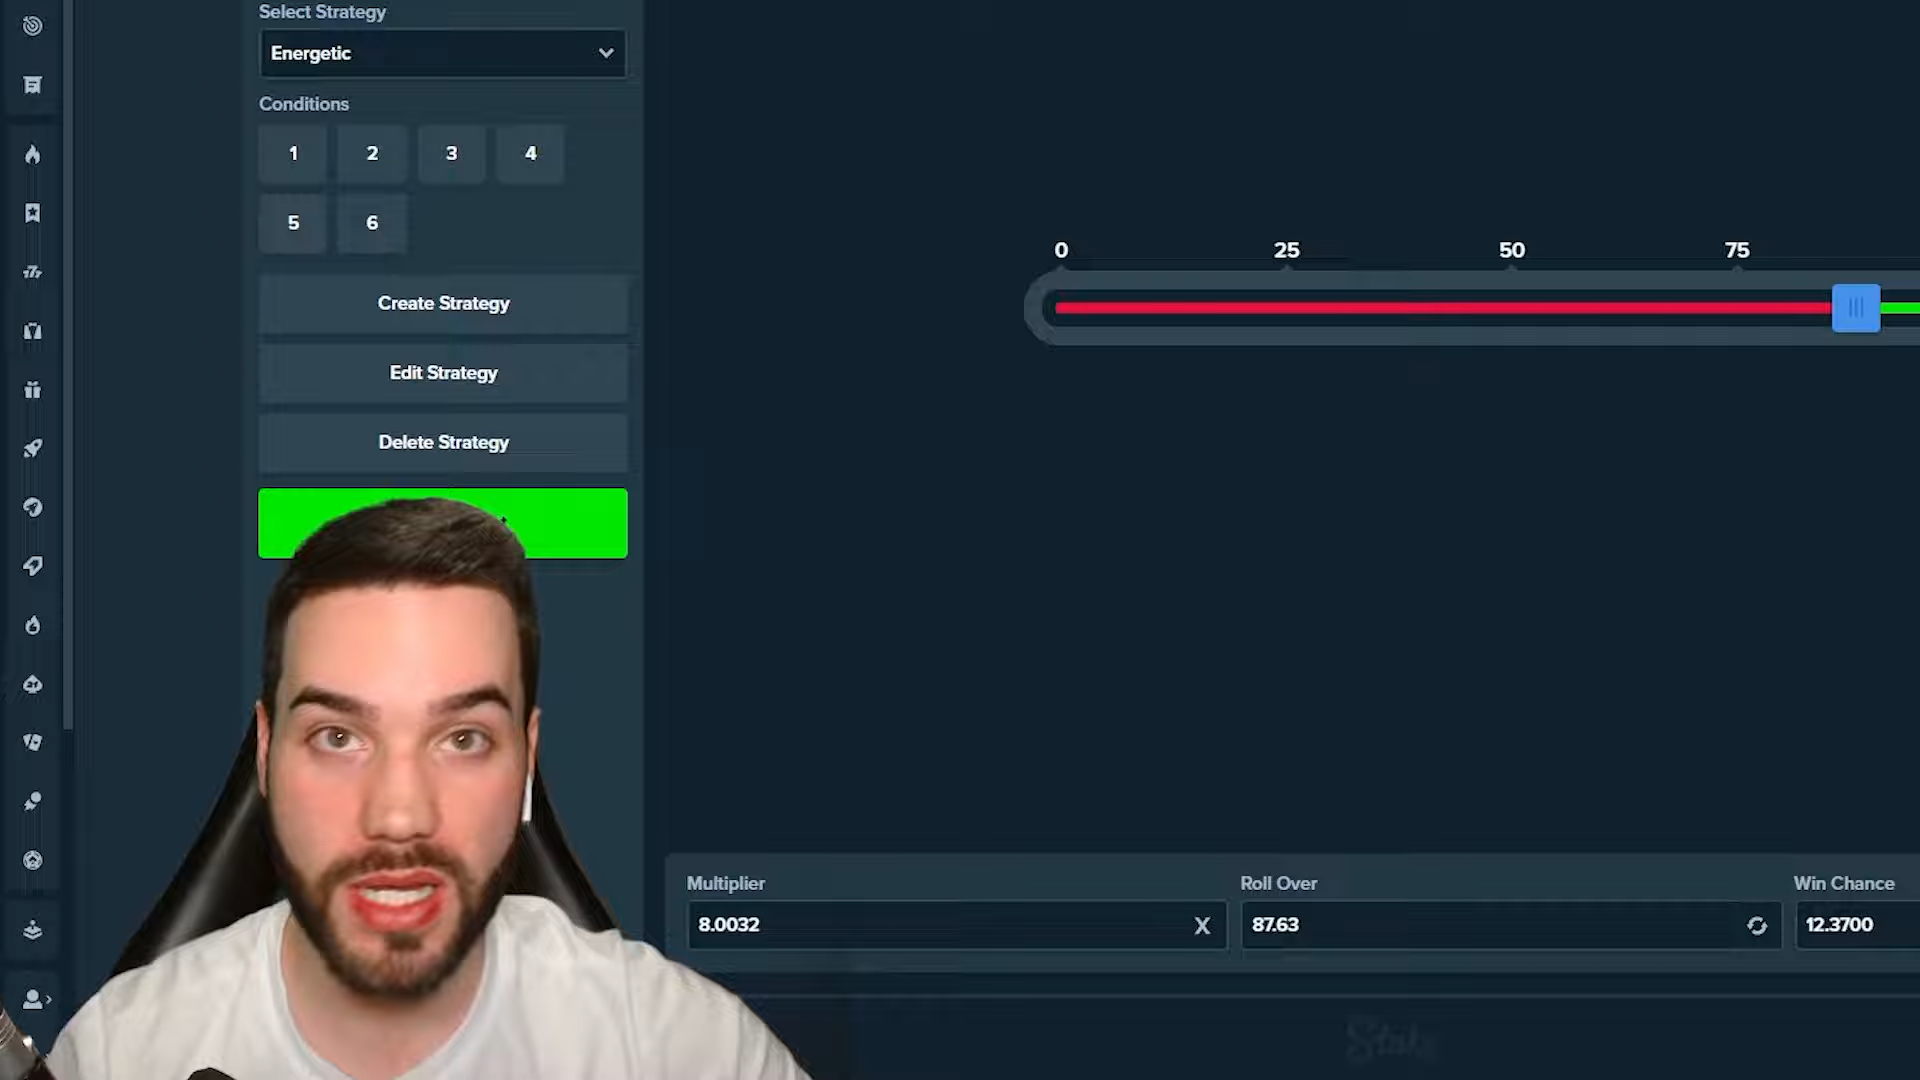 Select Strategy
Energetic
Conditions
1 2 3 4
5 6
Create Strategy
Edit Strategy
Delete Strategy
0 25 50 75
Multiplier
8.0032 X
Roll Over
87.63
Win Chance
12.3700
Stake